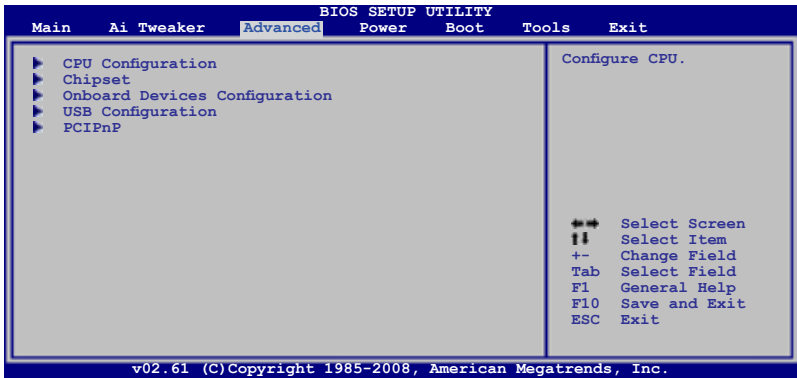 BIOS SETUP UTILITY
Main Ai Tweaker Advanced Power Boot Tools Exit
CPU Configuration
Chipset
Onboard Devices Configuration
USB Configuration
PCIPnP
Configure CPU.
←→ Select Screen
↑↓ Select Item
+- Change Field
Tab Select Field
F1 General Help
F10 Save and Exit
ESC Exit
v02.61 (C)Copyright 1985-2008, American Megatrends, Inc.